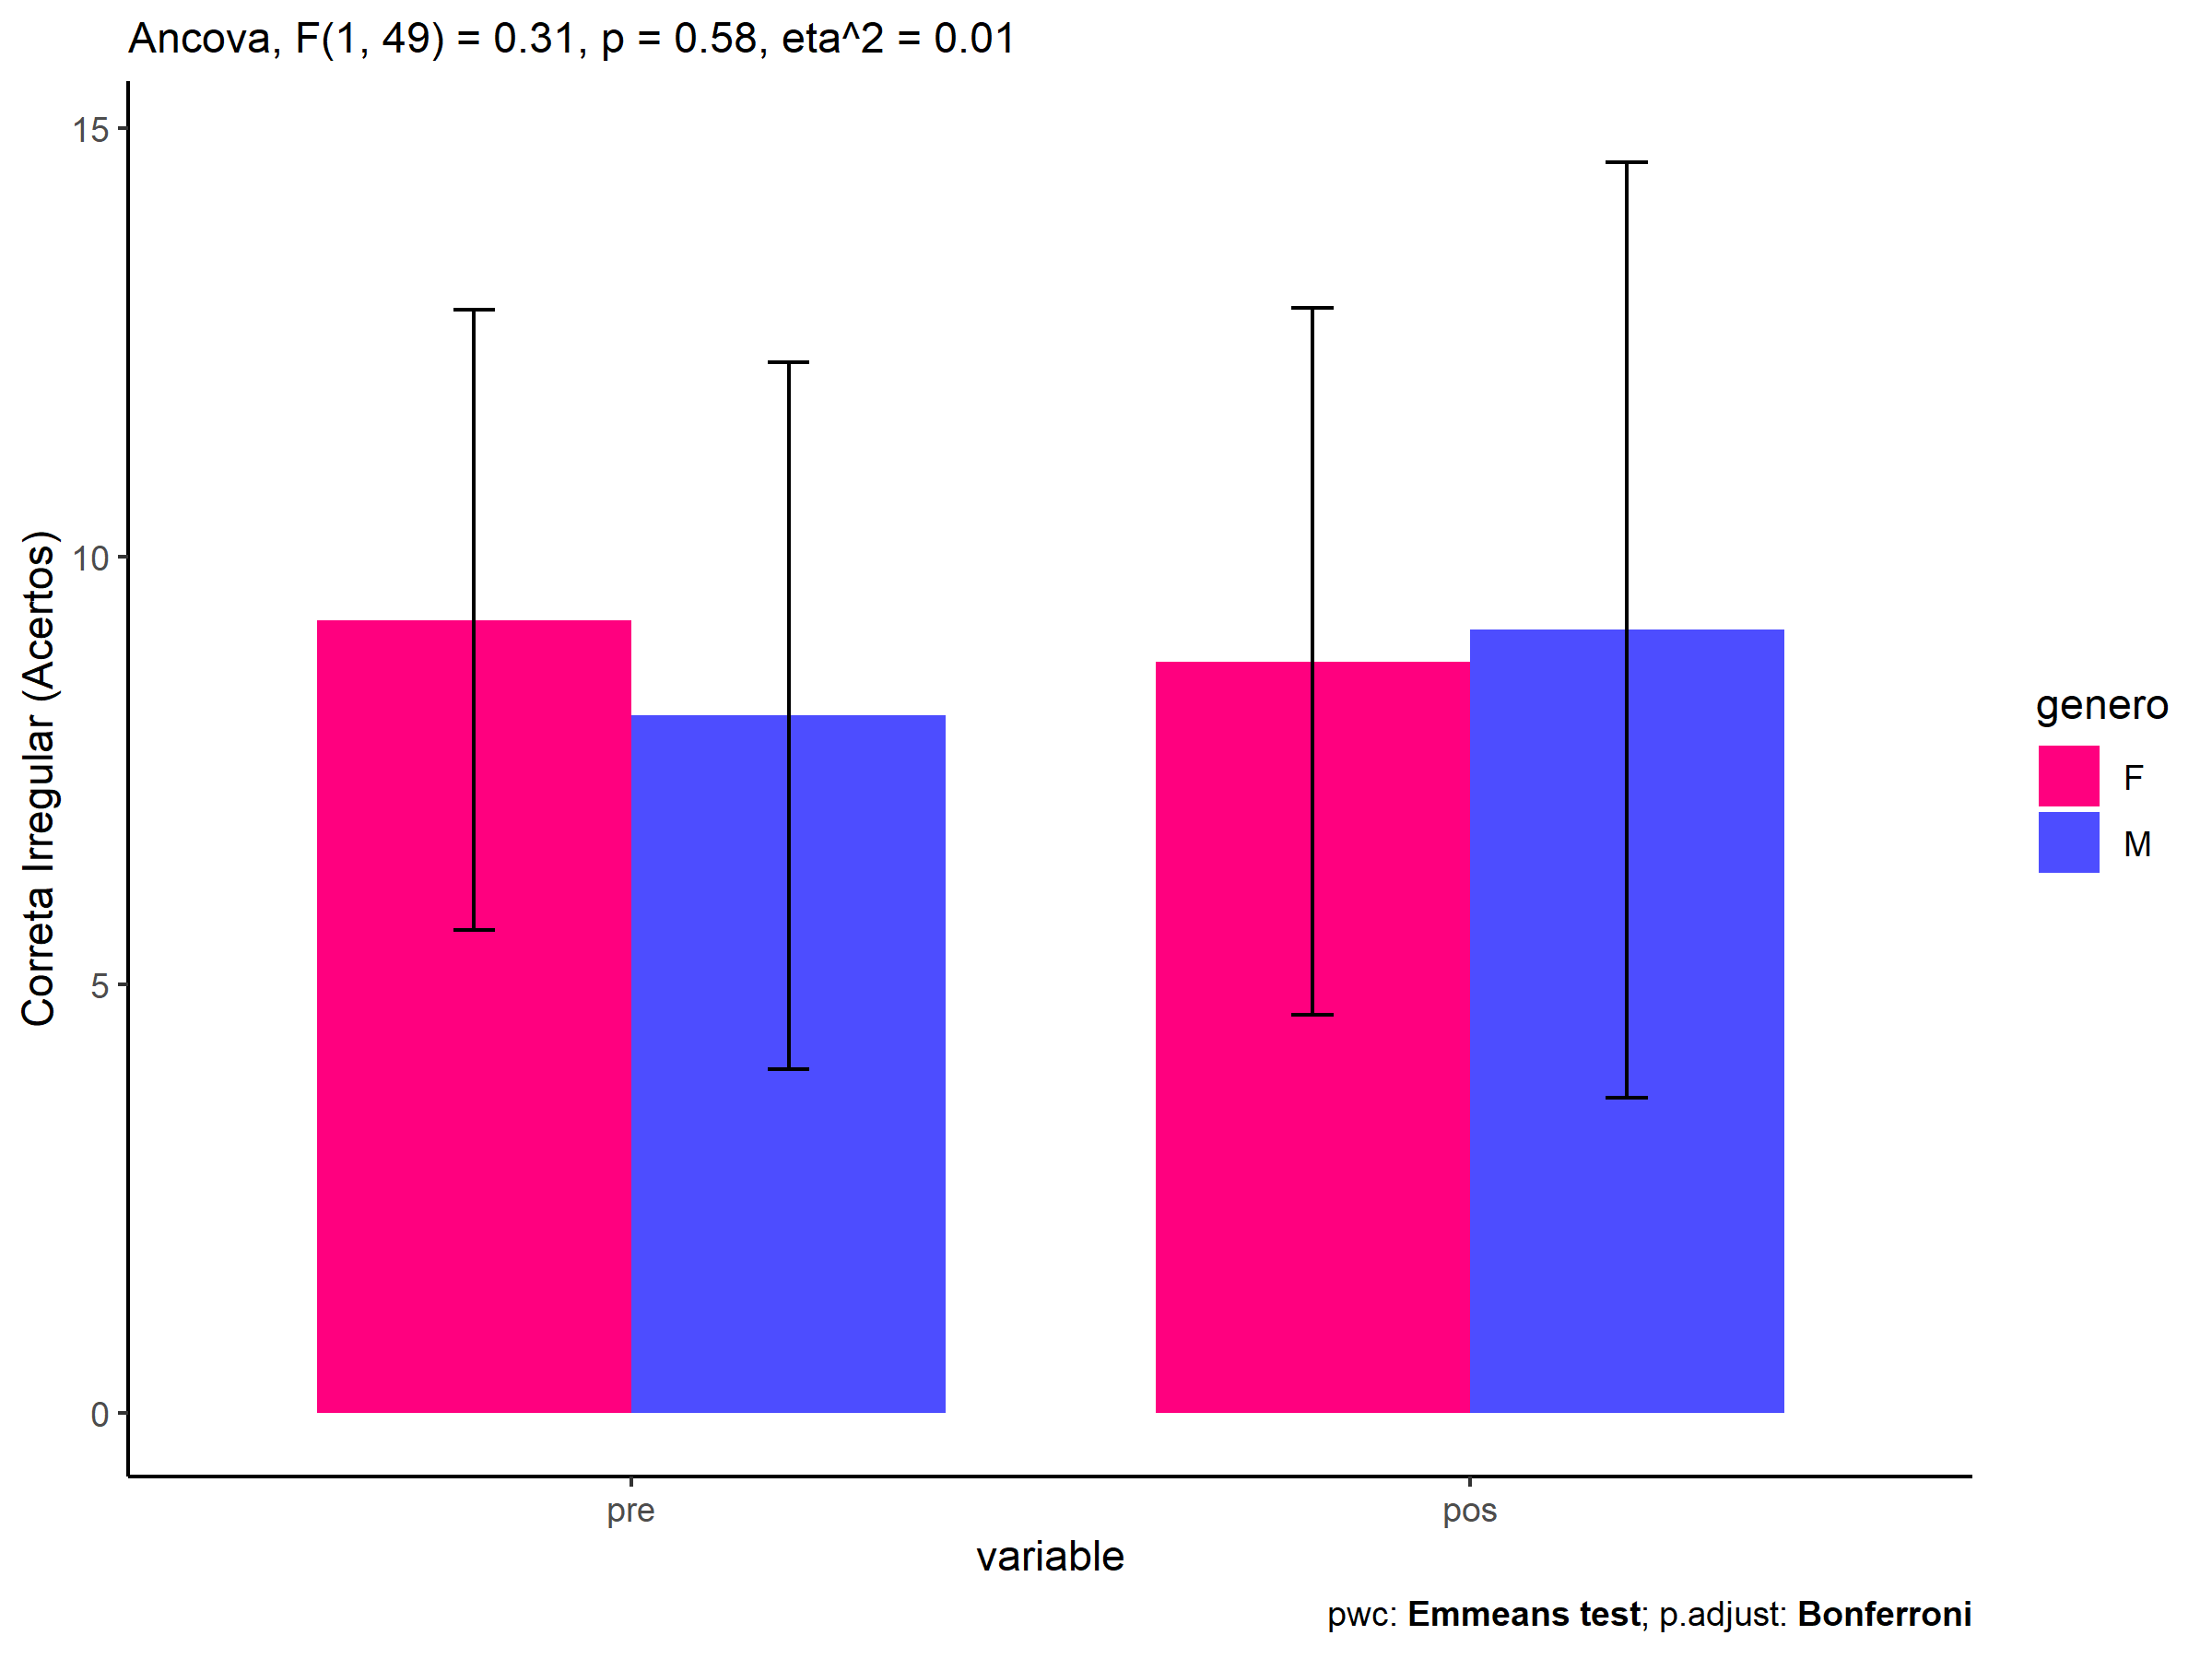 Ancova, F(1, 49) = 0.31, p = 0.58, eta^2 = 0.01
Correta Irregular (Acertos)
15
10
5
0
pre
pos
variable
genero
F
M
pwc: Emmeans test; p.adjust: Bonferroni